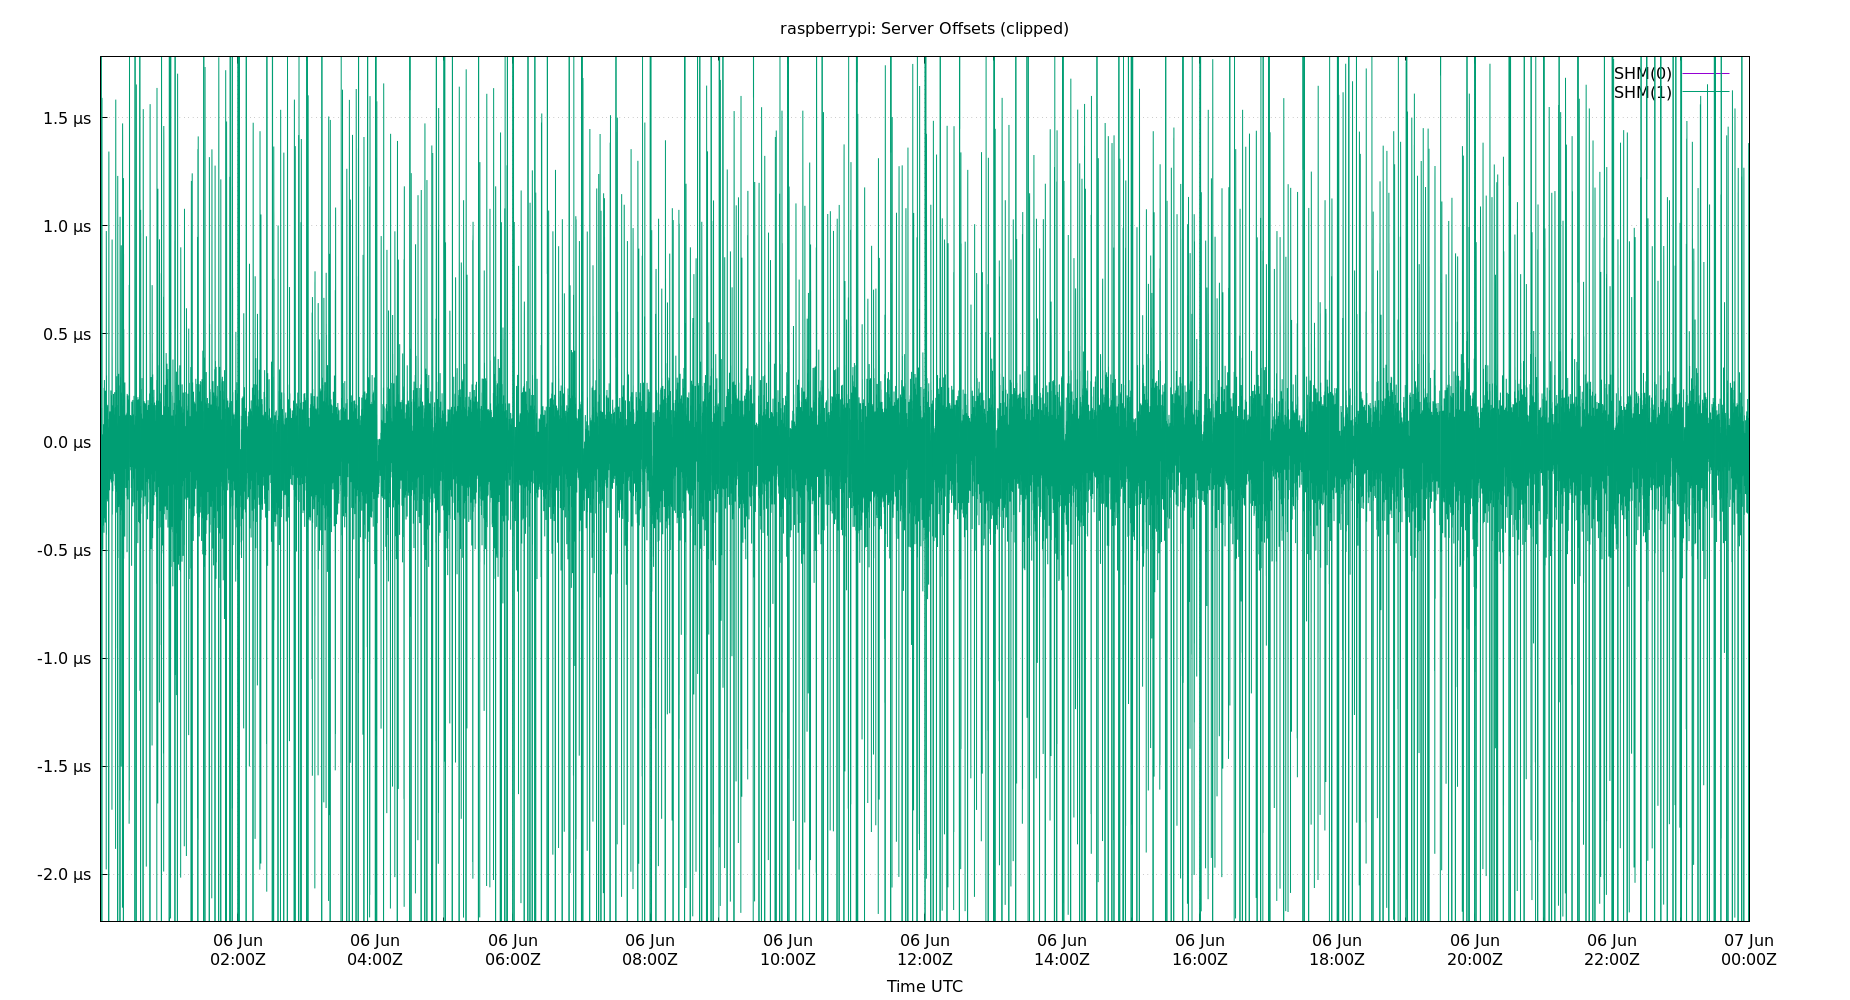 raspberrypi: Server Offsets (clipped)
SHM(0)
SHM(1)
1.5 µs
1.0 µs
0.5 µs
0.0 µs
-0.5 µs
-1.0 µs
-1.5 µs
-2.0 µs
06 Jun 06 Jun 06 Jun 06 Jun 06 Jun 06 Jun 06 Jun 06 Jun 06 Jun 06 Jun 06 Jun 07 Jun
02:00Z 04:00Z 06:00Z 08:00Z 10:00Z 12:00Z 14:00Z 16:00Z 18:00Z 20:00Z 22:00Z 00:00Z
Time UTC